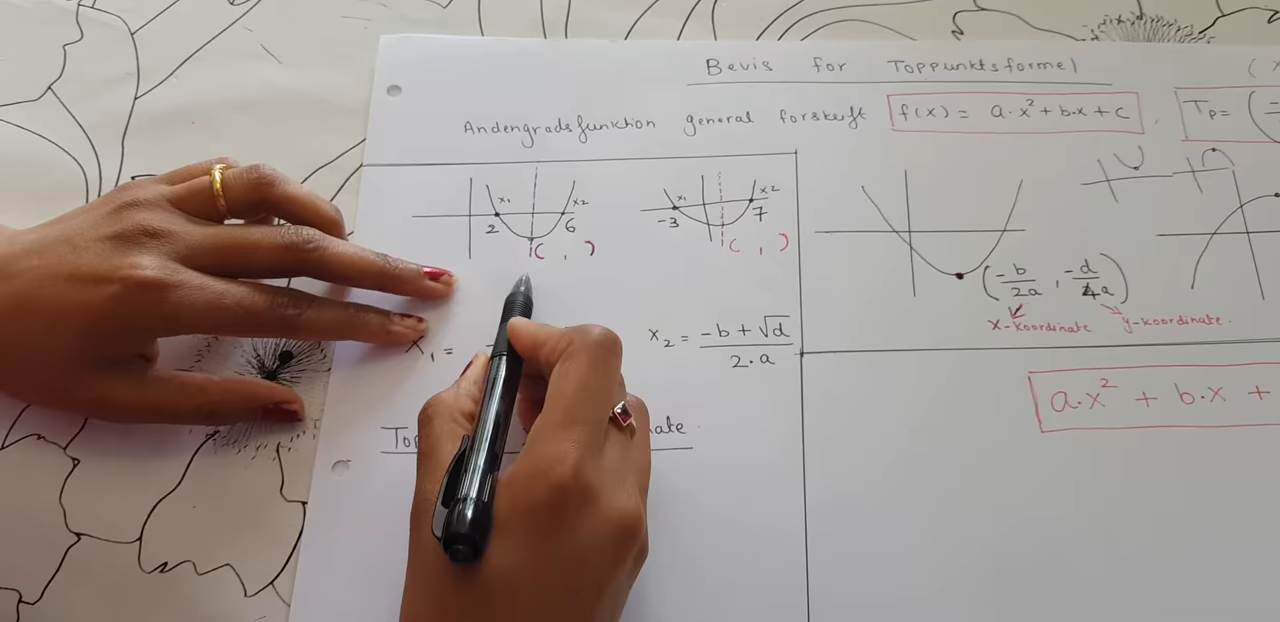 Bevis for Toppunktsformel
Andengradsfunktion general forskrift f(x) = a·x²+b·x+c , Tp= (
x₁ x₂
2 6
( , )
x₁ x₂
-3 7
( , )
(-b/2a , -d/4a)
x-koordinate y-koordinate.
x₁ =
x₂ = -b+√d / 2·a
a·x² + b·x +